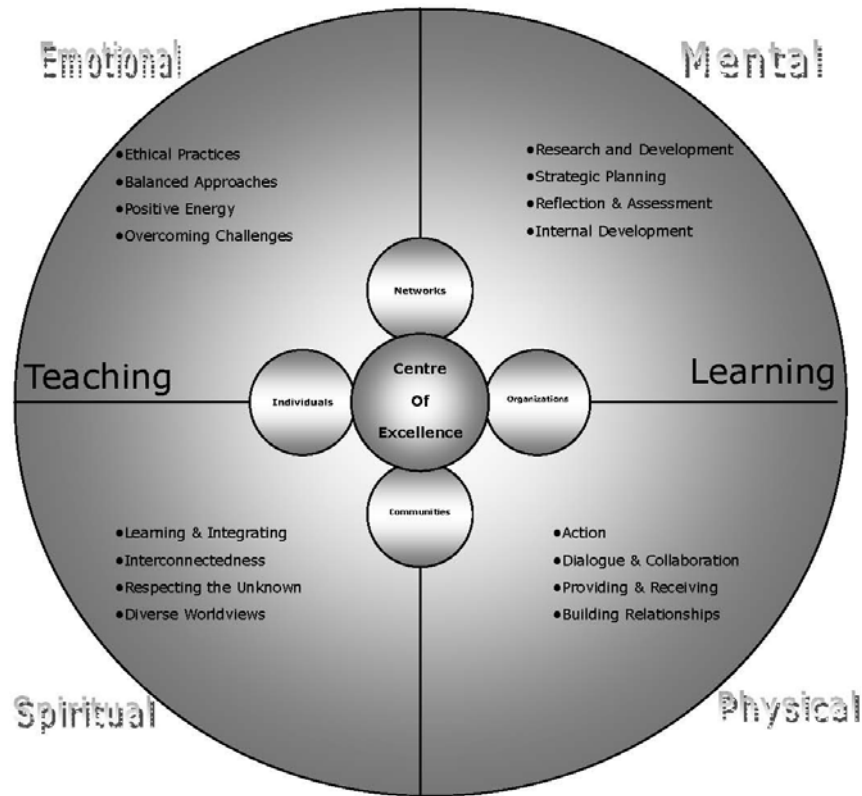 Emotional
Mental
•Ethical Practices
•Balanced Approaches
•Positive Energy
•Overcoming Challenges
•Research and Development
•Strategic Planning
•Reflection & Assessment
•Internal Development
Networks
Teaching
Learning
Individuals
Centre
Of
Excellence
Organizations
Communities
•Learning & Integrating
•Interconnectedness
•Respecting the Unknown
•Diverse Worldviews
•Action
•Dialogue & Collaboration
•Providing & Receiving
•Building Relationships
Spiritual
Physical